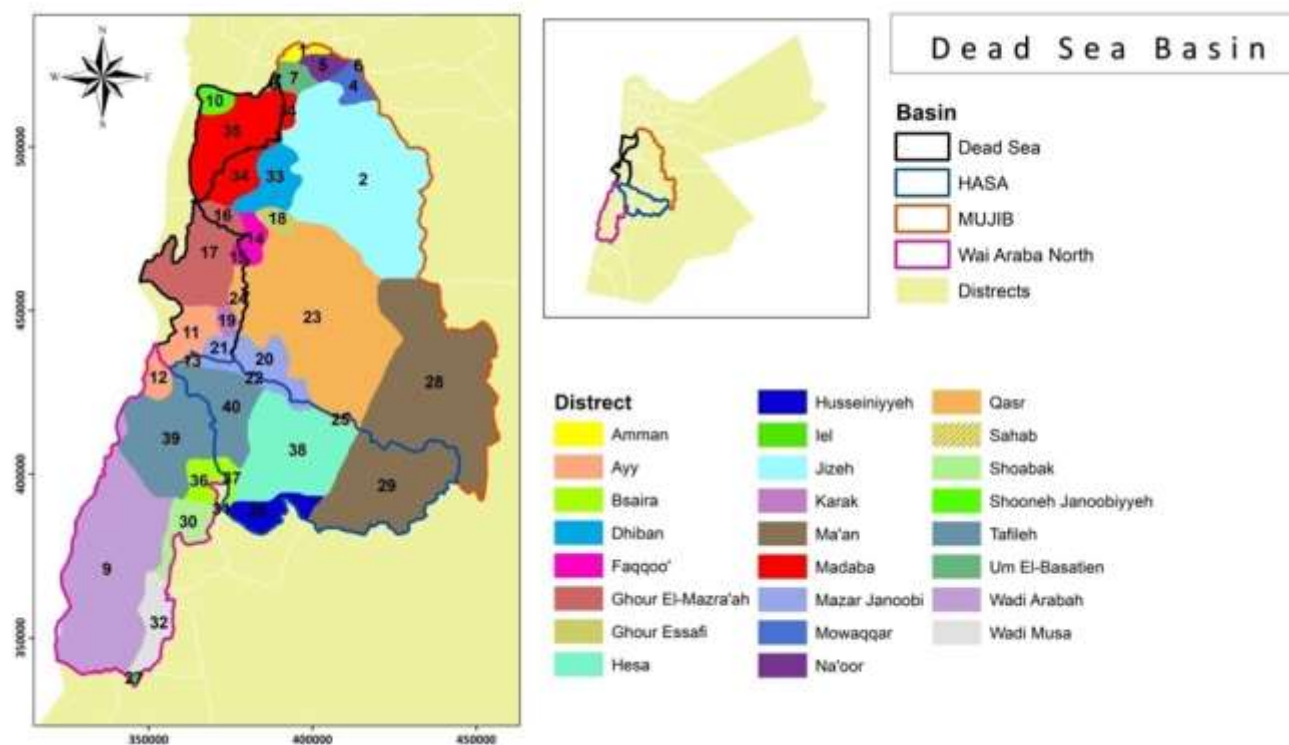 Dead Sea Basin
N
W
E
S
500000
450000
400000
350000
350000
400000
450000
1
5
6
7
4
10
35
2
34
33
16
18
14
17
15
24
23
19
11
21
20
13
22
12
28
40
25
39
38
37
36
29
30
9
32
27
Basin
Dead Sea
HASA
MUJIB
Wai Araba North
Distrects
Distrect
Amman
Ayy
Bsaira
Dhiban
Faqqoo'
Ghour El-Mazra'ah
Ghour Essafi
Hesa
Husseiniyyeh
Iel
Jizeh
Karak
Ma'an
Madaba
Mazar Janoobi
Mowaqqar
Na'oor
Qasr
Sahab
Shoabak
Shooneh Janoobiyyeh
Tafileh
Um El-Basatien
Wadi Arabah
Wadi Musa